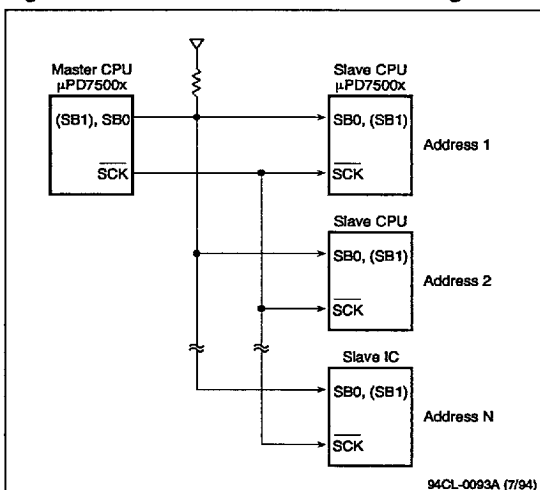 Master CPU
µPD7500x
(SB1), SB0
SCK
Slave CPU
µPD7500x
SB0, (SB1)
SCK
Address 1
Slave CPU
SB0, (SB1)
SCK
Address 2
Slave IC
SB0, (SB1)
SCK
Address N
94CL-0093A (7/94)